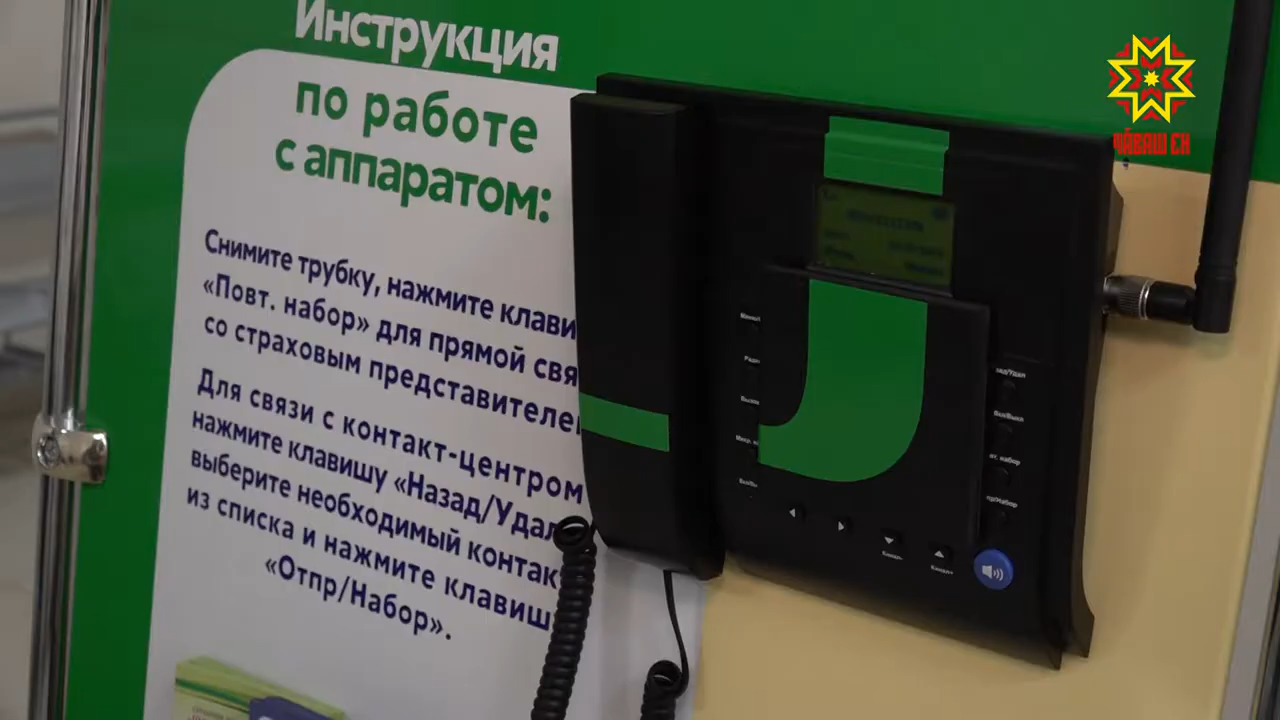 Инструкция
по работе
с аппаратом:
Снимите трубку, нажмите клави
«Повт. набор» для прямой свя
со страховым представителе
Для связи с контакт-центром
нажмите клавишу «Назад/Удал
выберите необходимый контак
из списка и нажмите клавиш
«Отпр/Набор».
ЧĂВАШ ЕН